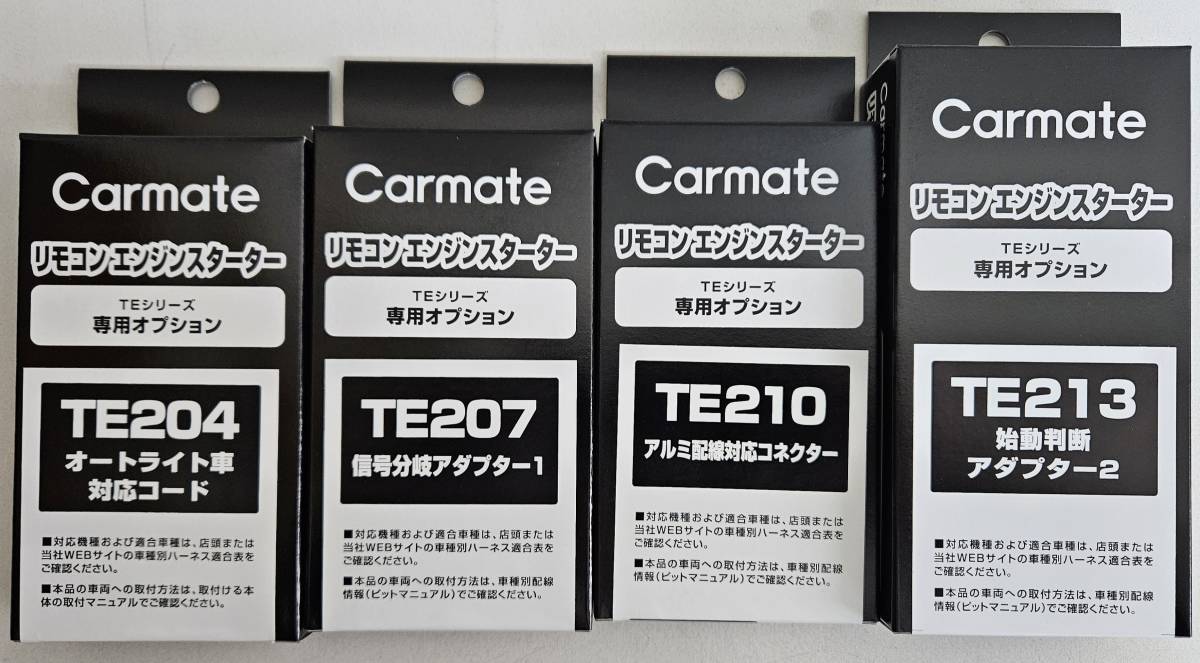 Carmate
リモコンエンジンスターター
TEシリーズ
専用オプション
TE204
オートライト車
対応コード
■対応機種および適合車種は、店頭または
当社WEBサイトの車種別ハーネス適合表を
ご確認ください。
■本品の車両への取付方法は、取付ける本
体の取付マニュアルでご確認ください。
Carmate
リモコンエンジンスターター
TEシリーズ
専用オプション
TE207
信号分岐アダプター1
■対応機種および適合車種は、店頭または
当社WEBサイトの車種別ハーネス適合表を
ご確認ください。
■本品の車両への取付方法は、車種別配線
情報(ピットマニュアル)でご確認ください。
Carmate
リモコンエンジンスターター
TEシリーズ
専用オプション
TE210
アルミ配線対応コネクター
■対応機種および適合車種は、店頭または
当社WEBサイトの車種別ハーネス適合表を
ご確認ください。
■本品の車両への取付方法は、車種別配線
情報(ピットマニュアル)でご確認ください。
Carmate
Carmate
リモコンエンジンスターター
TEシリーズ
専用オプション
TE213
始動判断
アダプター2
■対応機種および適合車種は、店頭または
当社WEBサイトの車種別ハーネス適合表を
ご確認ください。
■本品の車両への取付方法は、車種別配線
情報(ピットマニュアル)でご確認ください。